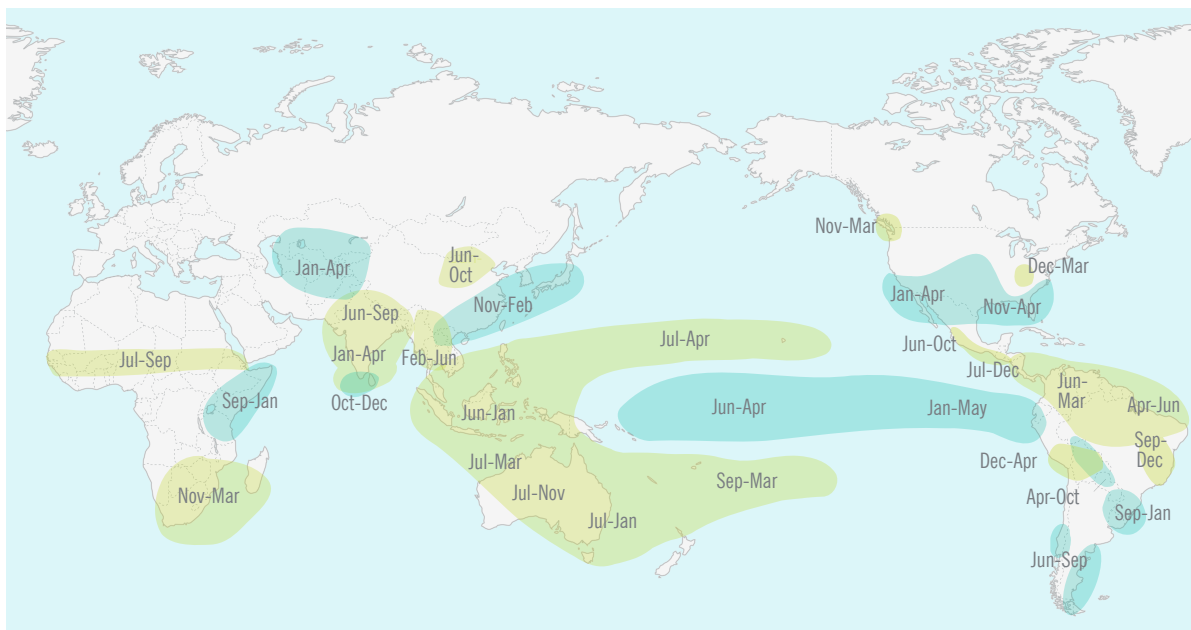 Nov-Mar
Jun-
Oct
Jan-Apr
Dec-Mar
Jan-Apr
Nov-Apr
Nov-Feb
Jun-Sep
Jul-Apr
Jun-Oct
Jul-Sep
Jan-Apr
Feb-Jun
Jul-Dec
Jun-
Mar
Sep-Jan
Oct-Dec
Jun-Jan
Jun-Apr
Jan-May
Apr-Jun
Sep-
Dec
Jul-Mar
Dec-Apr
Sep-Mar
Nov-Mar
Jul-Nov
Apr-Oct
Jul-Jan
Sep-Jan
Jun-Sep